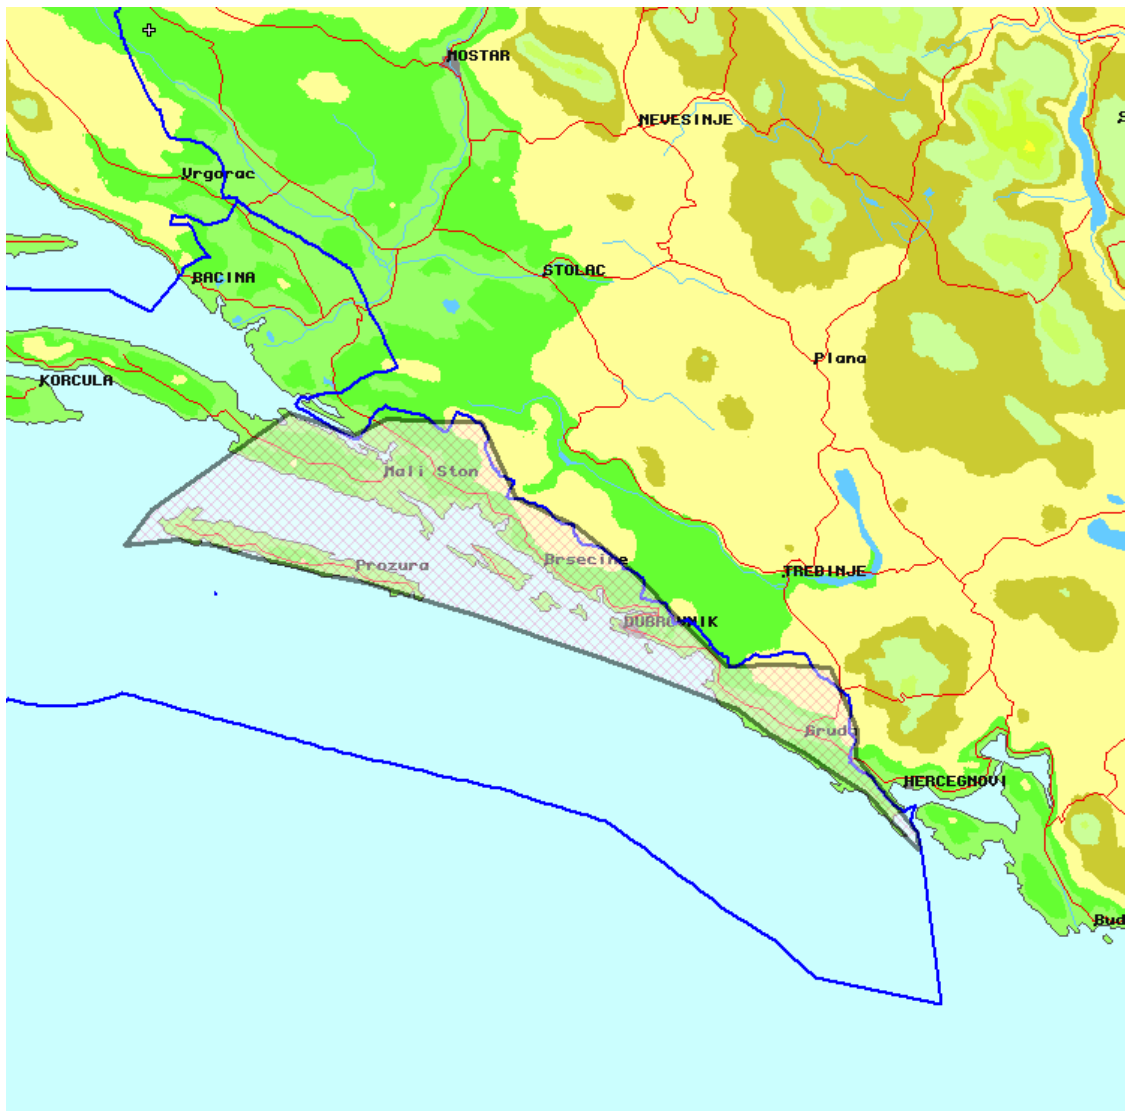 MOSTAR
NEVESINJE
Vrgorac
STOLAC
BACINA
Plana
KORCULA
Mali Ston
Brsecine
Prozura
TREBINJE
DUBROVNIK
Gruda
HERCEGNOVI
Bud